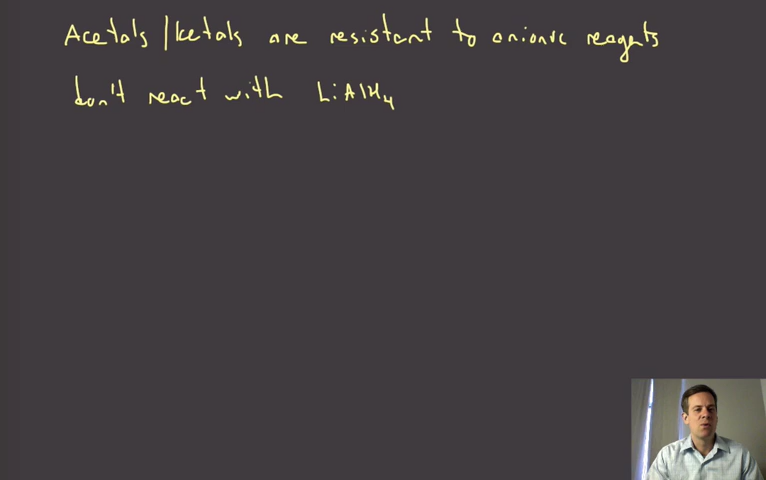 Acetals/ketals are resistant to anionic reagents
don't react with LiAlH4